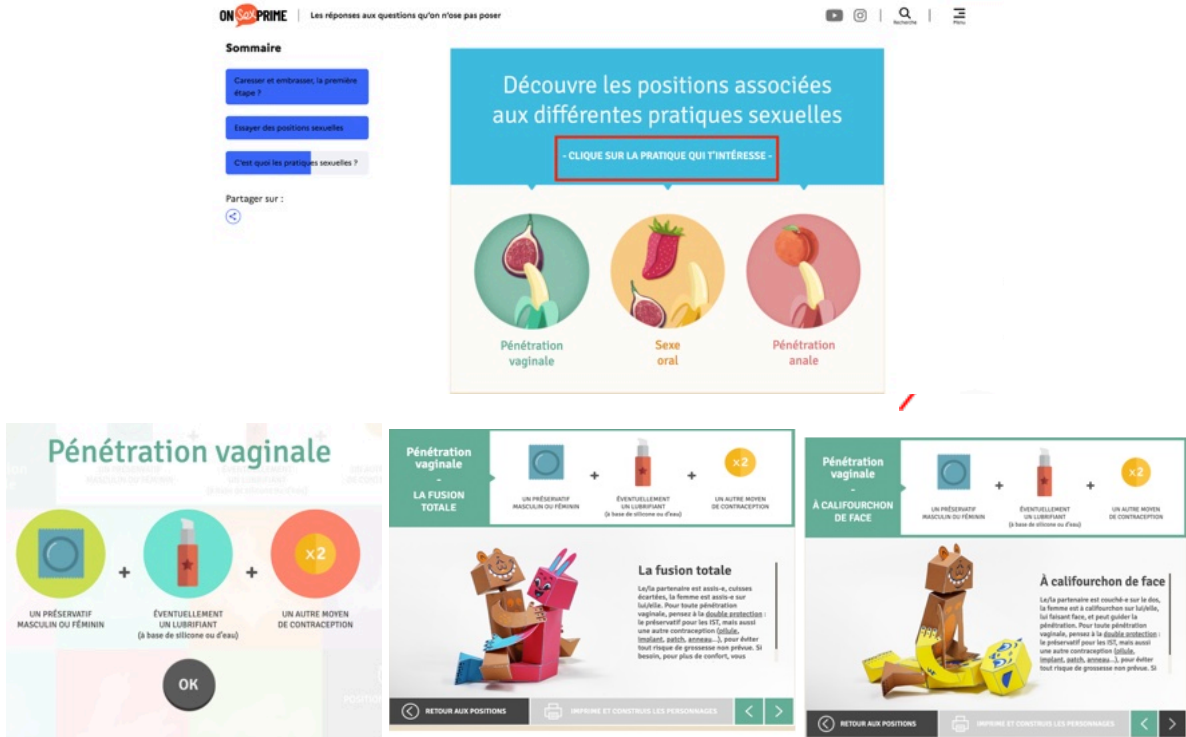 ON Sex PRIME
Les réponses aux questions qu'on n'ose pas poser
Recherche
Menu
Sommaire
Caresser et embrasser, la première
étape ?
Essayer des positions sexuelles
C'est quoi les pratiques sexuelles ?
Partager sur :
Découvre les positions associées
aux différentes pratiques sexuelles
- CLIQUE SUR LA PRATIQUE QUI T'INTÉRESSE -
Pénétration
vaginale
Sexe
oral
Pénétration
anale
Pénétration vaginale
UN PRÉSERVATIF
MASCULIN OU FÉMININ
+
ÉVENTUELLEMENT
UN LUBRIFIANT
(à base de silicone ou d'eau)
+
x2
UN AUTRE MOYEN
DE CONTRACEPTION
OK
Pénétration
vaginale
-
LA FUSION
TOTALE
UN PRÉSERVATIF
MASCULIN OU FÉMININ
+
ÉVENTUELLEMENT
UN LUBRIFIANT
(à base de silicone ou d'eau)
+
x2
UN AUTRE MOYEN
DE CONTRACEPTION
La fusion totale
Le/la partenaire est assis-e, cuisses
écartées, la femme est assis-e sur
lui/elle. Pour toute pénétration
vaginale, pensez à la double protection :
le préservatif pour les IST, mais aussi
une autre contraception (pilule,
implant, patch, anneau...), pour éviter
tout risque de grossesse non prévue. Si
besoin, pour plus de confort, vous
RETOUR AUX POSITIONS
IMPRIME ET CONSTRUIS LES PERSONNAGES
Pénétration
vaginale
-
À CALIFOURCHON
DE FACE
UN PRÉSERVATIF
MASCULIN OU FÉMININ
+
ÉVENTUELLEMENT
UN LUBRIFIANT
(à base de silicone ou d'eau)
+
x2
UN AUTRE MOYEN
DE CONTRACEPTION
À califourchon de face
Le/la partenaire est couché-e sur le dos,
la femme est à califourchon sur lui/elle,
lui faisant face, et peut guider la
pénétration. Pour toute pénétration
vaginale, pensez à la double protection :
le préservatif pour les IST, mais aussi
une autre contraception (pilule,
implant, patch, anneau...), pour éviter
tout risque de grossesse non prévue. Si
RETOUR AUX POSITIONS
IMPRIME ET CONSTRUIS LES PERSONNAGES